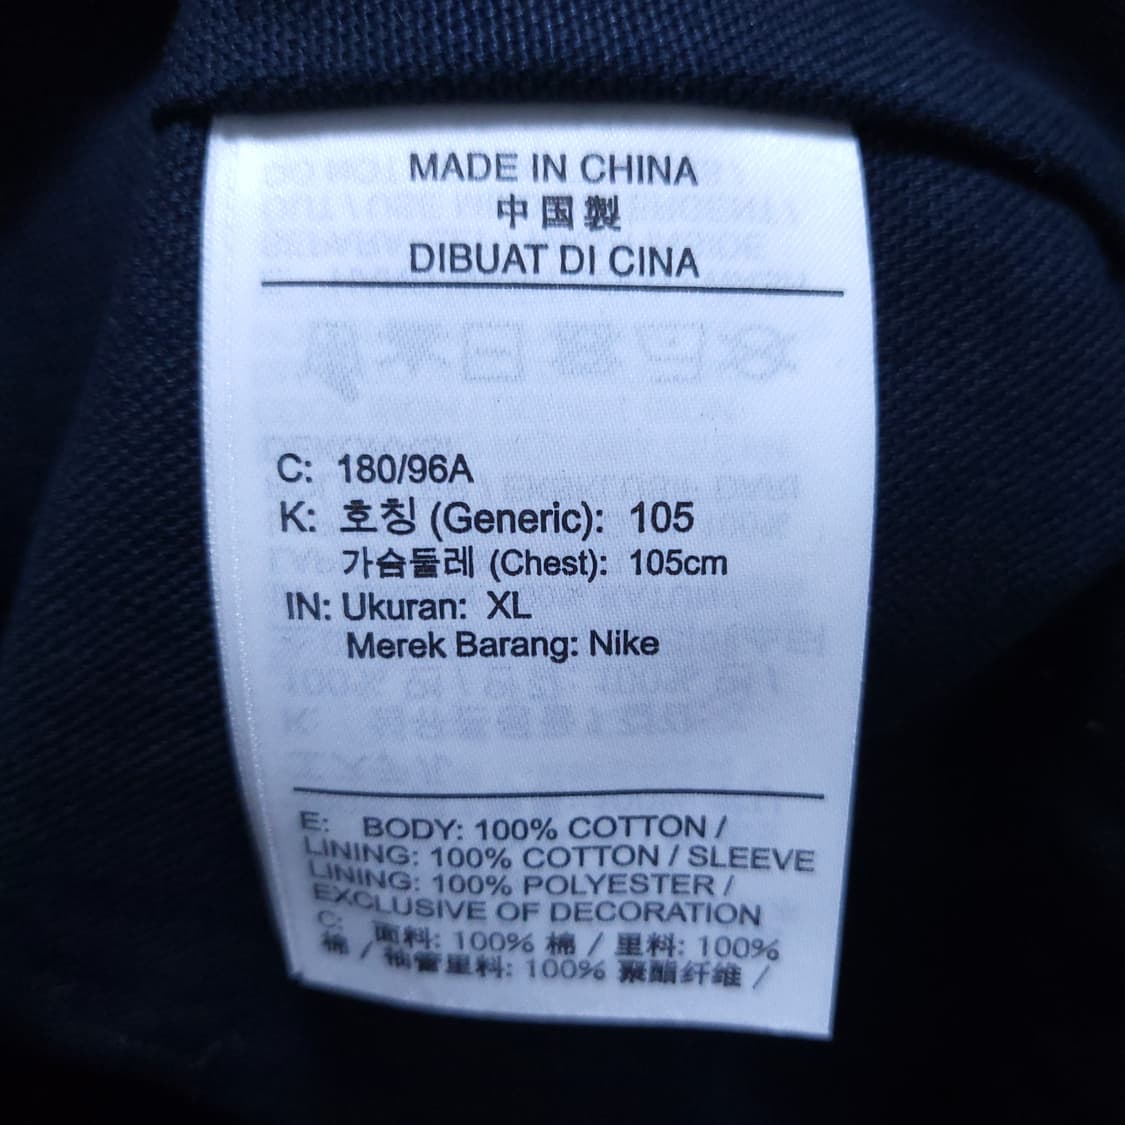 MADE IN CHINA
中国製
DIBUAT DI CINA
C: 180/96A
K: 호칭 (Generic): 105
가슴둘레 (Chest): 105cm
IN: Ukuran: XL
Merek Barang: Nike
E: BODY: 100% COTTON /
LINING: 100% COTTON / SLEEVE
LINING: 100% POLYESTER /
EXCLUSIVE OF DECORATION
C: 面料: 100% 棉 / 里料: 100%
棉 / 袖管里料: 100% 聚酯纤维 /